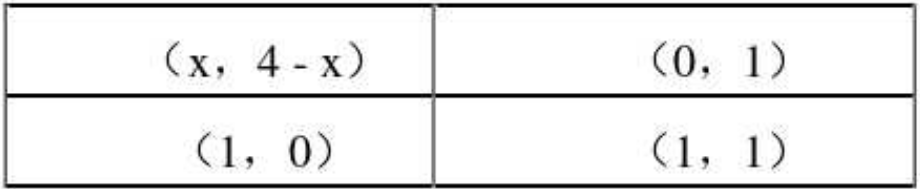 （x，4 - x） （0，1）
（1，0） （1，1）